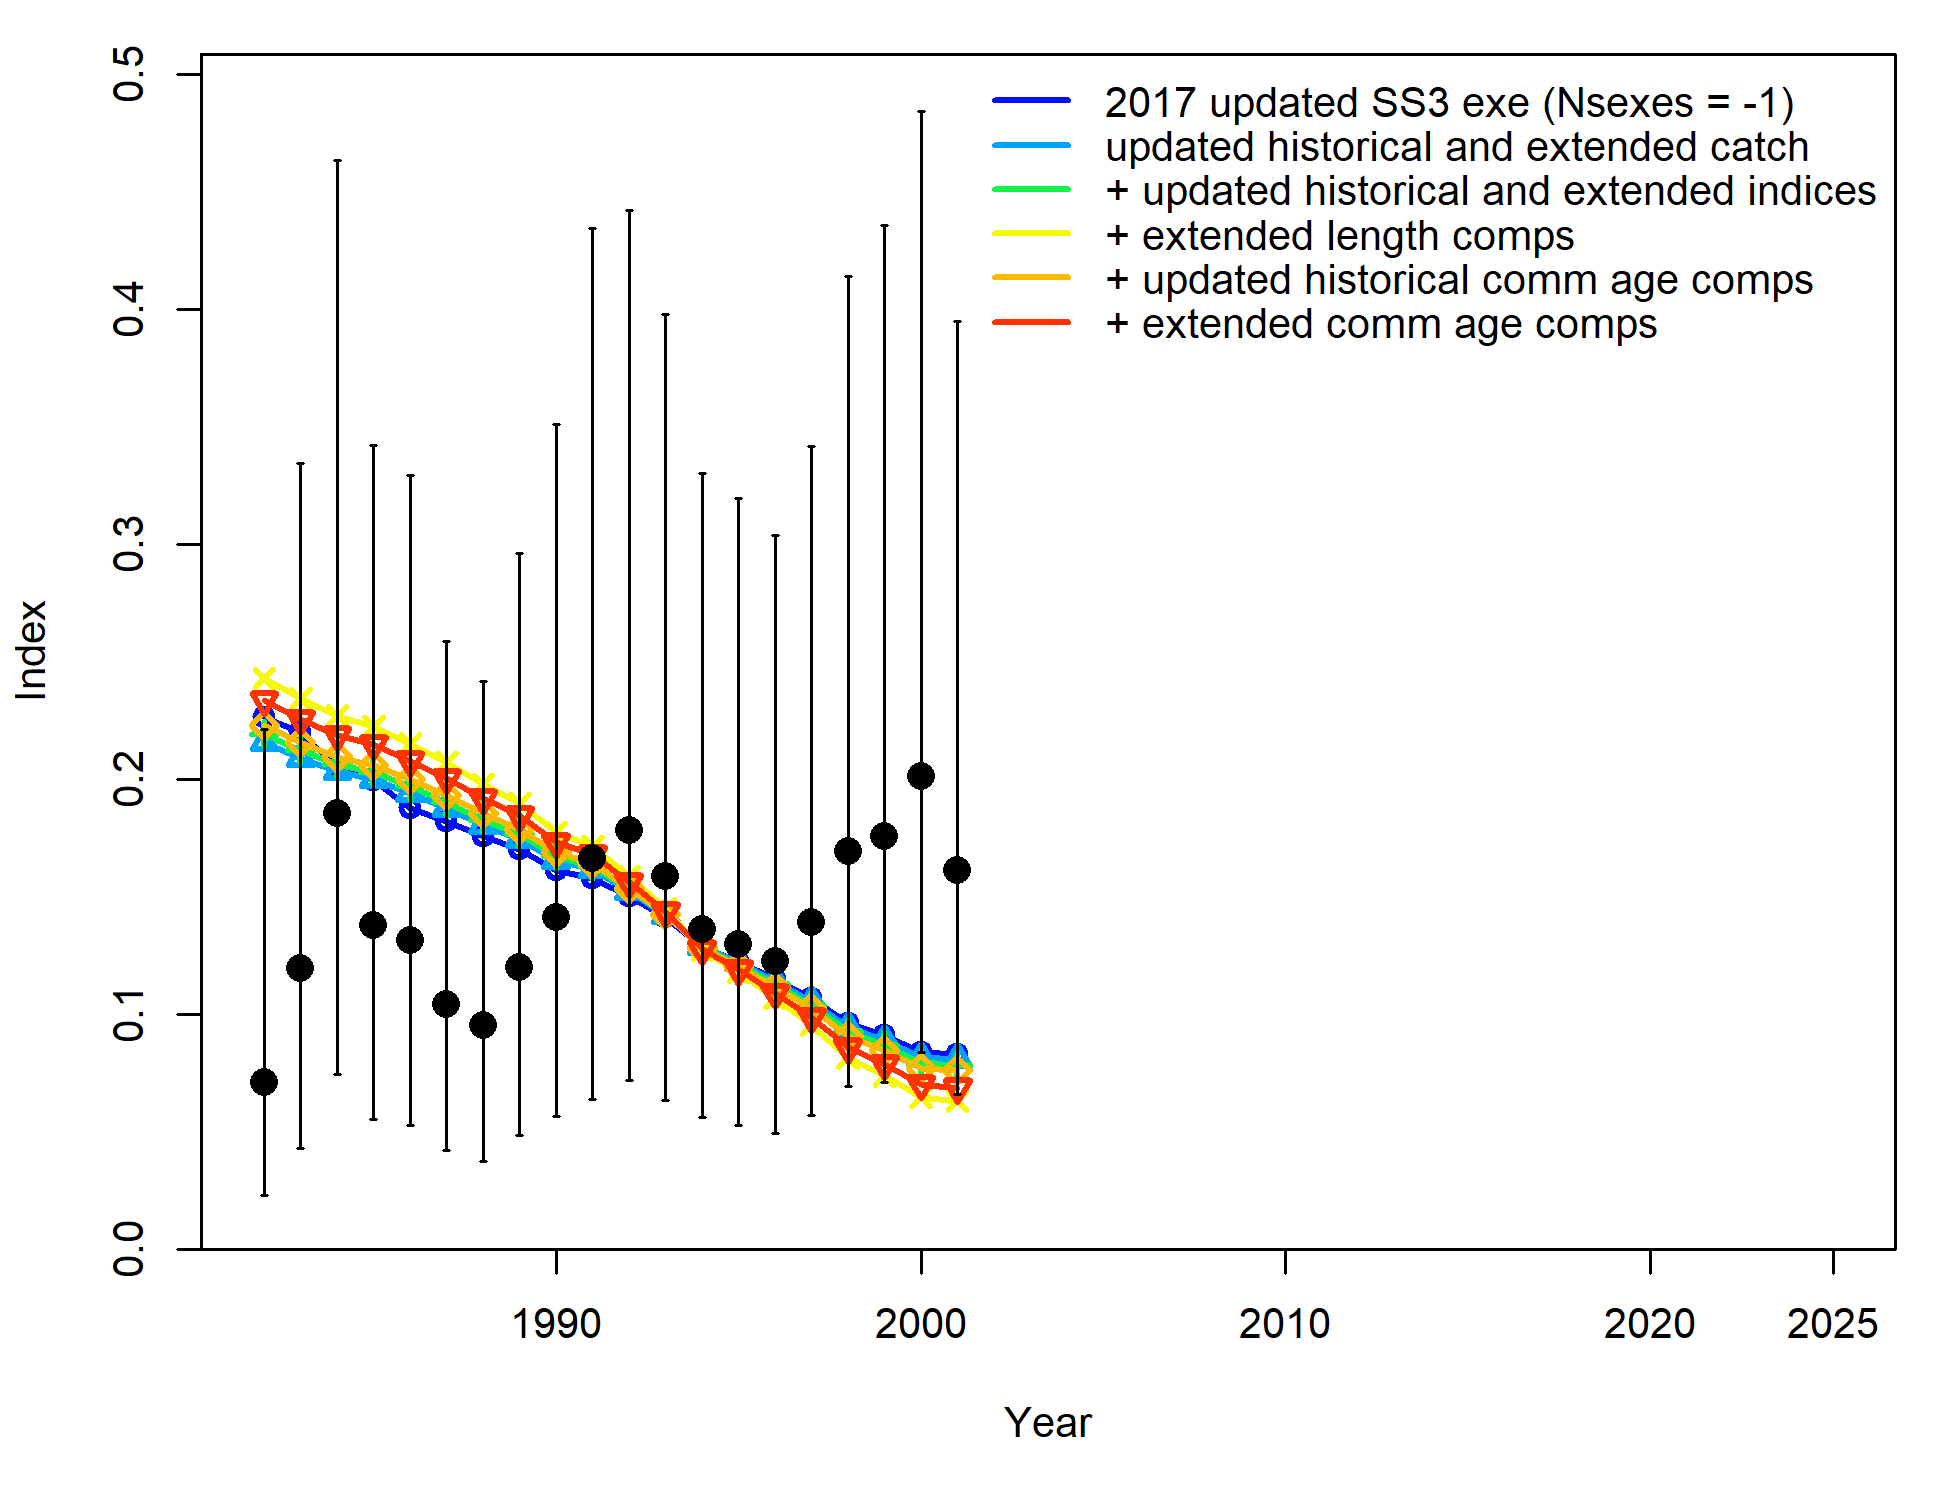 2017 updated SS3 exe (Nsexes = -1)
updated historical and extended catch
+ updated historical and extended indices
+ extended length comps
+ updated historical comm age comps
+ extended comm age comps
0.5
0.4
0.3
0.2
0.1
0.0
Index
1990 2000 2010 2020 2025
Year